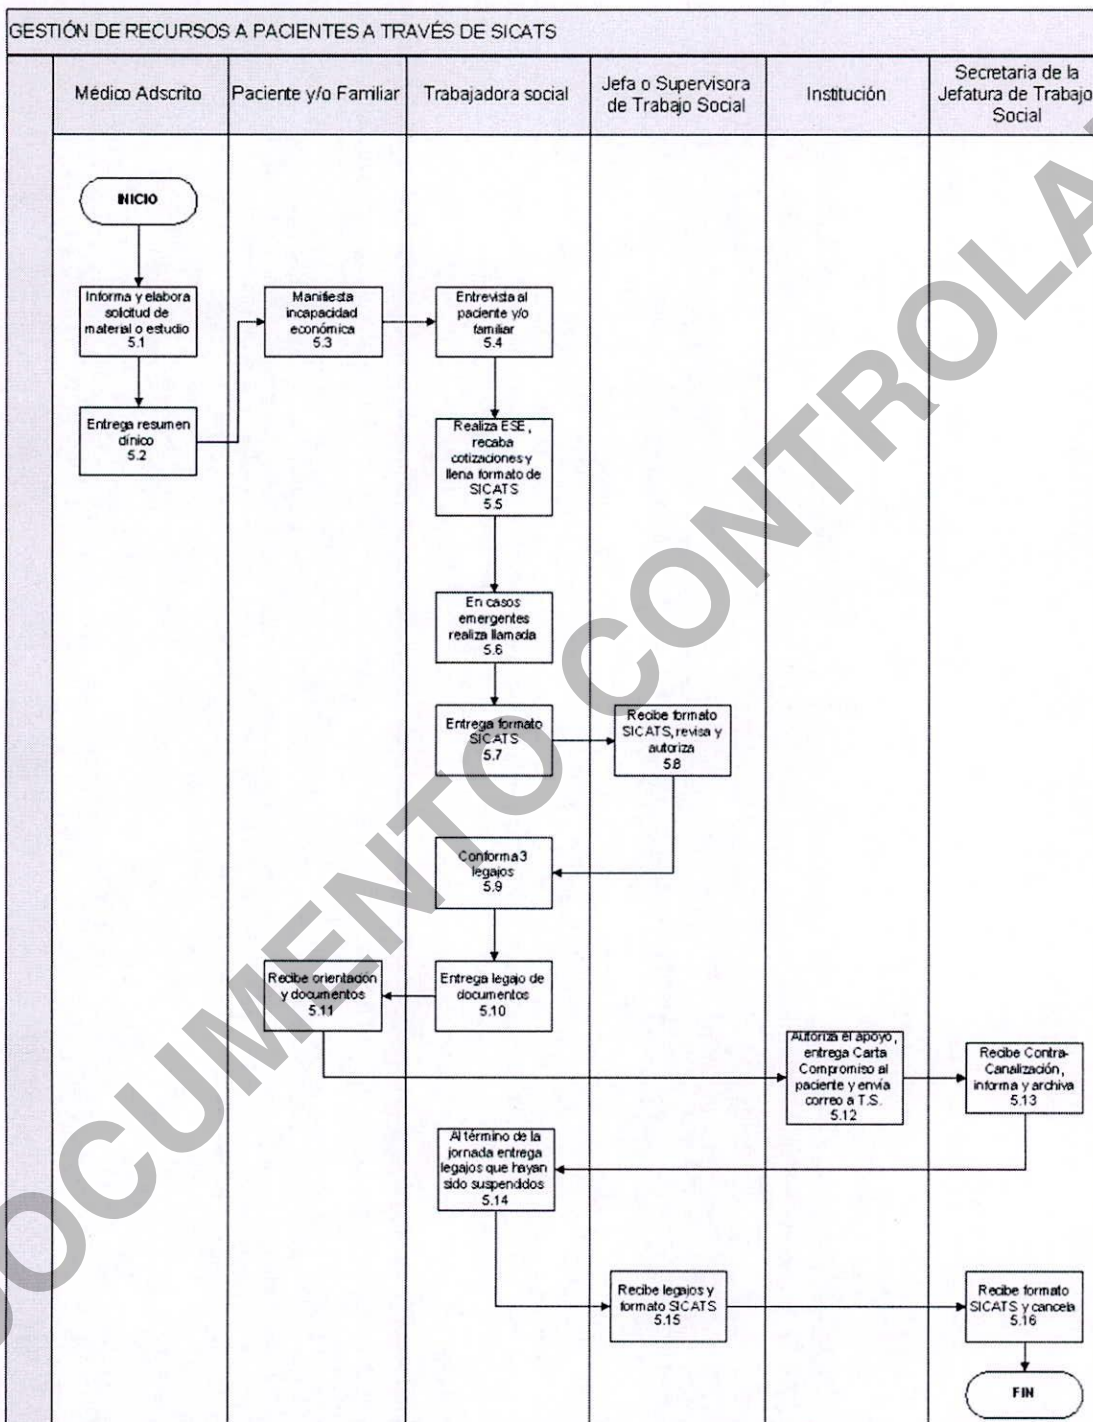 GESTIÓN DE RECURSOS A PACIENTES A TRAVÉS DE SICATS
Médico Adscrito
Paciente y/o Familiar
Trabajadora social
Jefa o Supervisora
de Trabajo Social
Institución
Secretaria de la
Jefatura de Trabajo
Social
INICIO
Informa y elabora
solicitud de
material o estudio
5.1
Entrega resumen
clínico
5.2
Manifiesta
incapacidad
económica
5.3
Entrevista al
paciente y/o
familiar
5.4
Realiza ESE,
recaba
cotizaciones y
llena formato de
SICATS
5.5
En casos
emergentes
realiza llamada
5.6
Entrega formato
SICATS
5.7
Recibe formato
SICATS, revisa y
autoriza
5.8
Conforma 3
legajos
5.9
Entrega legajo de
documentos
5.10
Recibe orientación
y documentos
5.11
Autoriza el apoyo,
entrega Carta
Compromiso al
paciente y envía
correo a T.S.
5.12
Recibe Contra-
Canalización,
informa y archiva
5.13
Al término de la
jornada entrega
legajos que hayan
sido suspendidos
5.14
Recibe legajos y
formato SICATS
5.15
Recibe formato
SICATS y cancela
5.16
FIN
DOCUMENTO CONTROLA